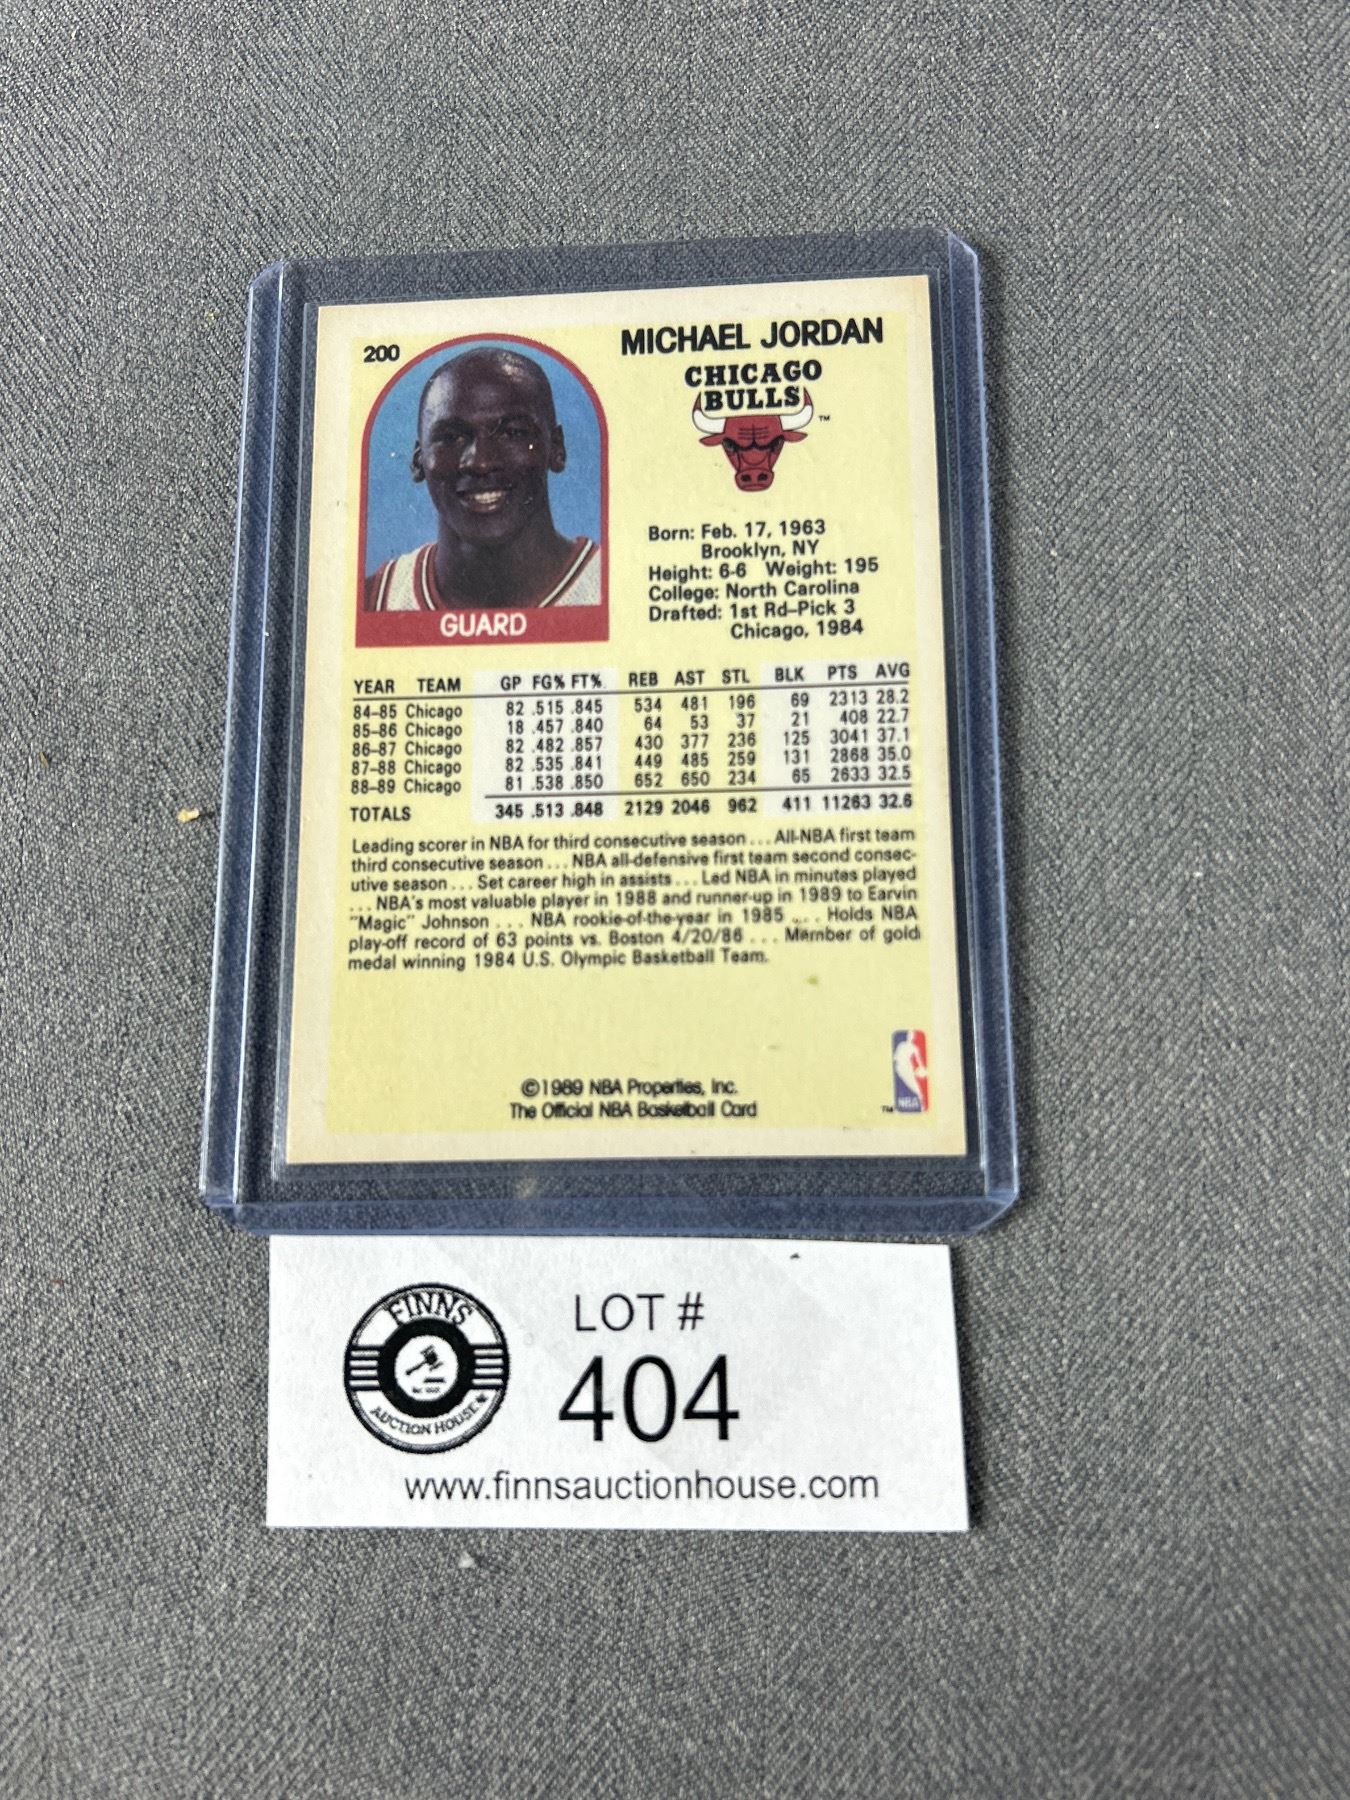 200
MICHAEL JORDAN
CHICAGO
BULLS
™
GUARD
Born: Feb. 17, 1963
Brooklyn, NY
Height: 6-6 Weight: 195
College: North Carolina
Drafted: 1st Rd–Pick 3
Chicago, 1984
YEAR TEAM GP FG% FT% REB AST STL BLK PTS AVG
84–85 Chicago 82 .515 .845 534 481 196 69 2313 28.2
85–86 Chicago 18 .457 .840 64 53 37 21 408 22.7
86–87 Chicago 82 .482 .857 430 377 236 125 3041 37.1
87–88 Chicago 82 .535 .841 449 485 259 131 2868 35.0
88–89 Chicago 81 .538 .850 652 650 234 65 2633 32.5
TOTALS 345 .513 .848 2129 2046 962 411 11263 32.6
Leading scorer in NBA for third consecutive season . . . All-NBA first team
third consecutive season . . . NBA all-defensive first team second consec-
utive season . . . Set career high in assists . . . Led NBA in minutes played
. . . NBA's most valuable player in 1988 and runner-up in 1989 to Earvin
"Magic" Johnson . . . NBA rookie-of-the-year in 1985 . . . Holds NBA
play-off record of 63 points vs. Boston 4/20/86 . . . Member of gold
medal winning 1984 U.S. Olympic Basketball Team.
©1989 NBA Properties, Inc.
The Official NBA Basketball Card
™ NBA
FINNS
AUCTION HOUSE
LOT #
404
www.finnsauctionhouse.com